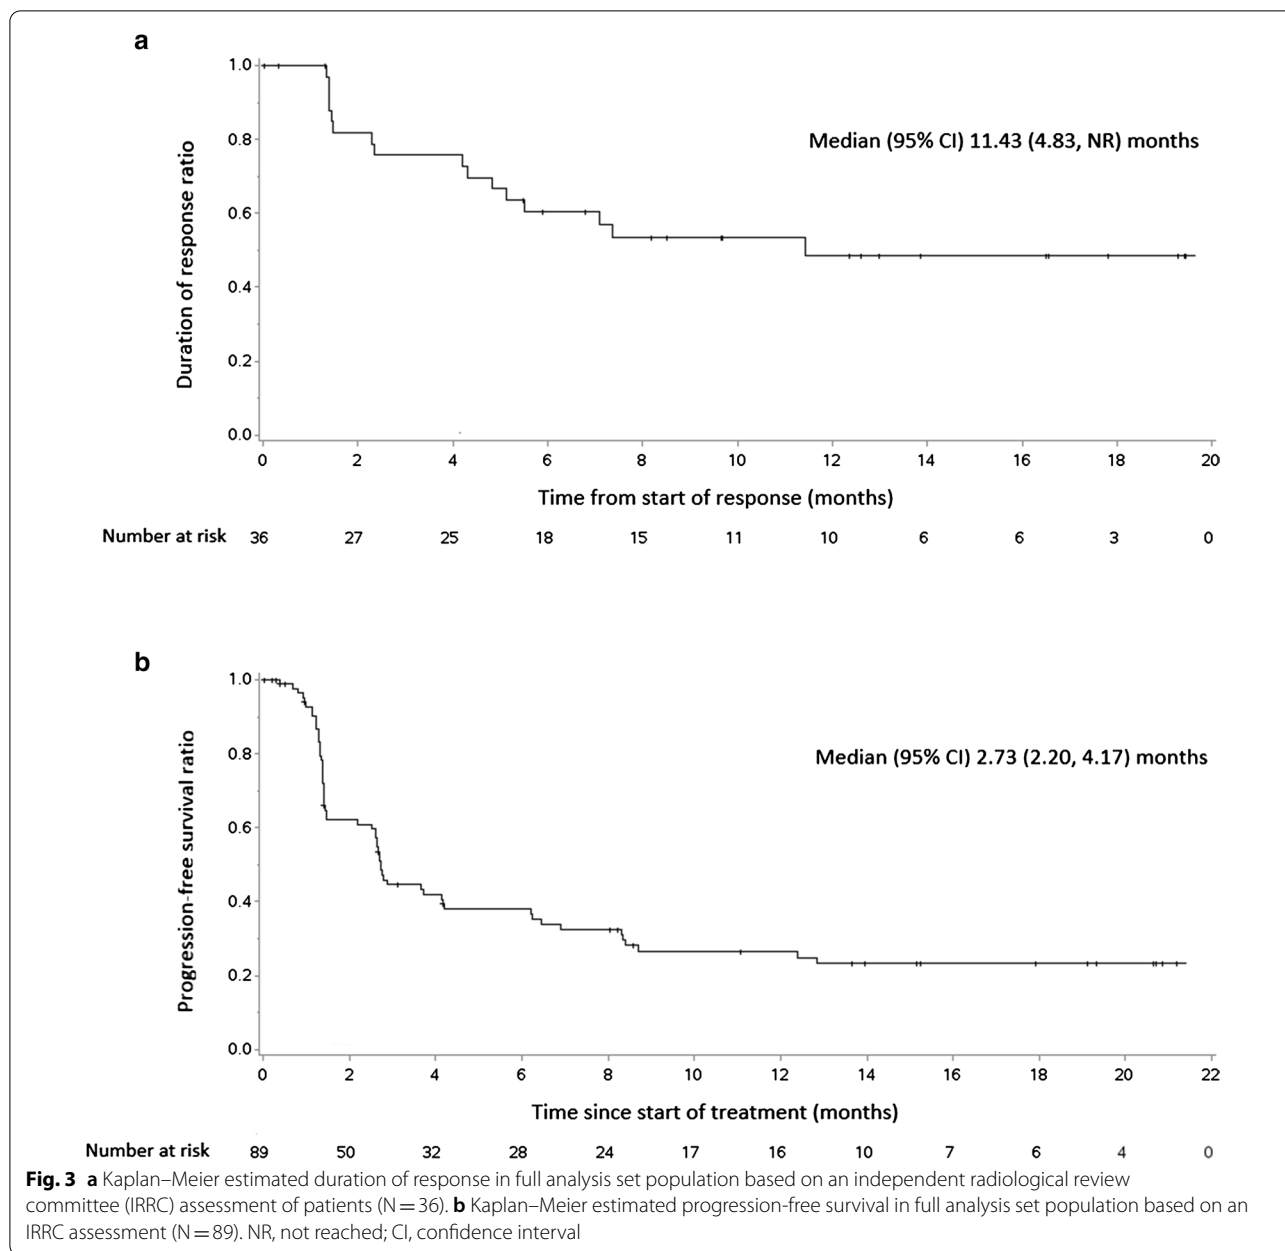 a
1.0
0.8
0.6
0.4
0.2
0.0
Duration of response ratio
Median (95% CI) 11.43 (4.83, NR) months
0 2 4 6 8 10 12 14 16 18 20
Time from start of response (months)
Number at risk 36 27 25 18 15 11 10 6 6 3 0
b
1.0
0.8
0.6
0.4
0.2
0.0
Progression-free survival ratio
Median (95% CI) 2.73 (2.20, 4.17) months
0 2 4 6 8 10 12 14 16 18 20 22
Time since start of treatment (months)
Number at risk 89 50 32 28 24 17 16 10 7 6 4 0
Fig. 3 a Kaplan–Meier estimated duration of response in full analysis set population based on an independent radiological review
committee (IRRC) assessment of patients (N = 36). b Kaplan–Meier estimated progression-free survival in full analysis set population based on an
IRRC assessment (N = 89). NR, not reached; CI, confidence interval